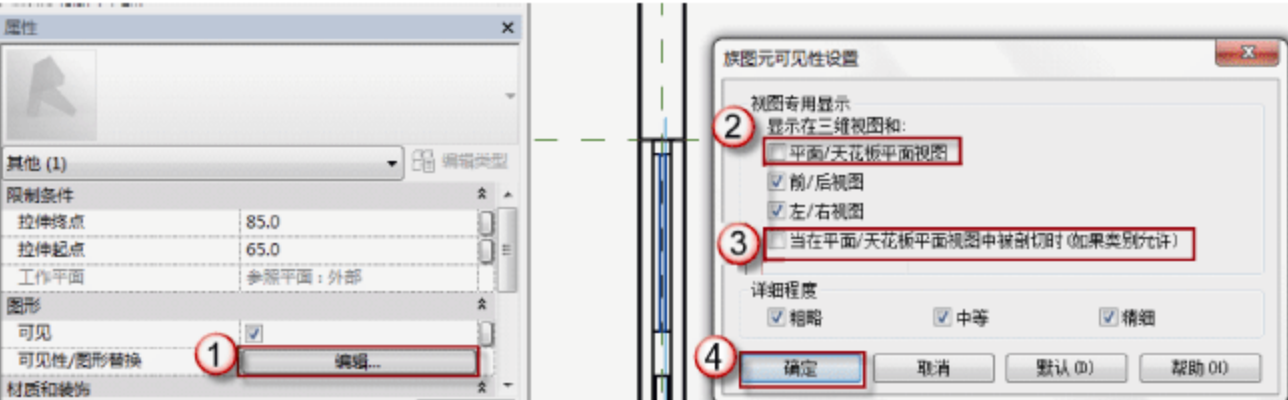 属性
其他 (1)
编辑类型
限制条件
拉伸终点 85.0
拉伸起点 65.0
工作平面 参照平面：外部
图形
可见
可见性/图形替换 编辑...
材质和装饰
1
族图元可见性设置
视图专用显示
2
显示在三维视图和:
平面/天花板平面视图
前/后视图
左/右视图
3
当在平面/天花板平面视图中被剖切时(如果类别允许)
详细程度
粗略 中等 精细
4
确定 取消 默认(D) 帮助(H)